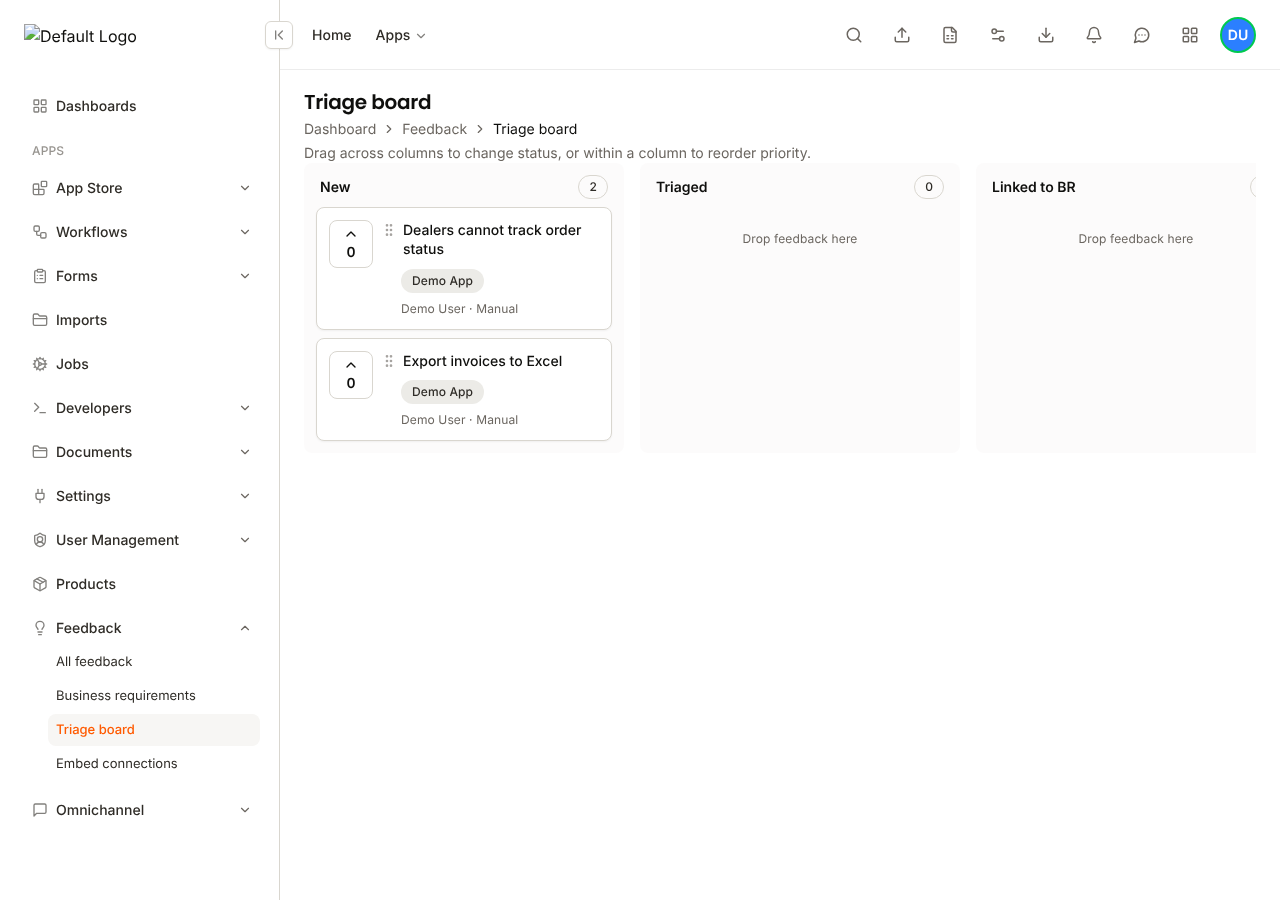 Default Logo
Home
Apps
DU
Dashboards
APPS
App Store
Workflows
Forms
Imports
Jobs
Developers
Documents
Settings
User Management
Products
Feedback
All feedback
Business requirements
Triage board
Embed connections
Omnichannel
Triage board
Dashboard > Feedback > Triage board
Drag across columns to change status, or within a column to reorder priority.
New
2
0
Dealers cannot track order
status
Demo App
Demo User · Manual
0
Export invoices to Excel
Demo App
Demo User · Manual
Triaged
0
Drop feedback here
Linked to BR
Drop feedback here